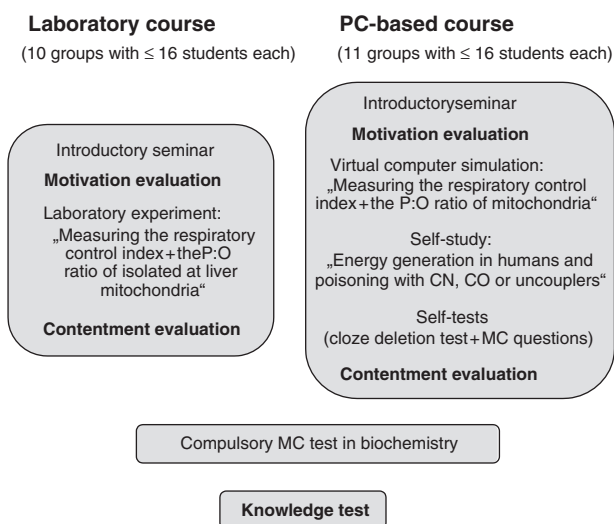 Laboratory course
(10 groups with ≤ 16 students each)
Introductory seminar
Motivation evaluation
Laboratory experiment:
„Measuring the respiratory
control index+theP:O
ratio of isolated at liver
mitochondria“
Contentment evaluation
PC-based course
(11 groups with ≤ 16 students each)
Introductoryseminar
Motivation evaluation
Virtual computer simulation:
„Measuring the respiratory control
index+the P:O ratio of mitochondria“
Self-study:
„Energy generation in humans and
poisoning with CN, CO or uncouplers“
Self-tests
(cloze deletion test+MC questions)
Contentment evaluation
Compulsory MC test in biochemistry
Knowledge test